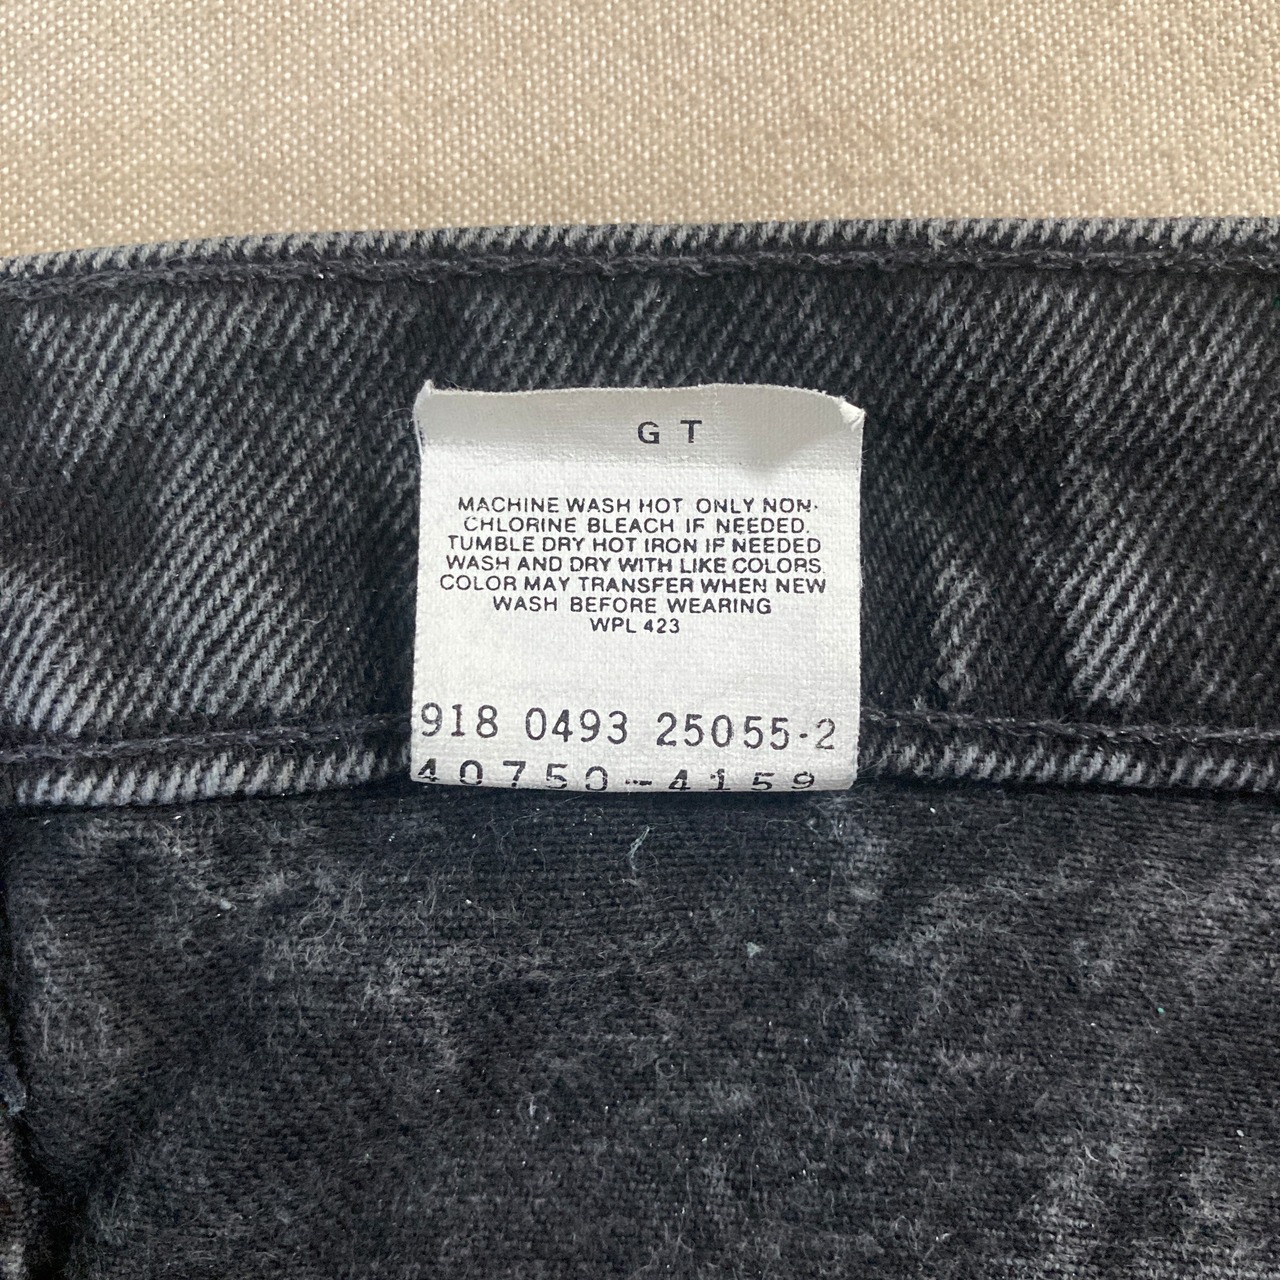 G T
MACHINE WASH HOT ONLY NON-
CHLORINE BLEACH IF NEEDED.
TUMBLE DRY HOT IRON IF NEEDED
WASH AND DRY WITH LIKE COLORS.
COLOR MAY TRANSFER WHEN NEW
WASH BEFORE WEARING
WPL 423
918 0493 25055-2
40750-4159